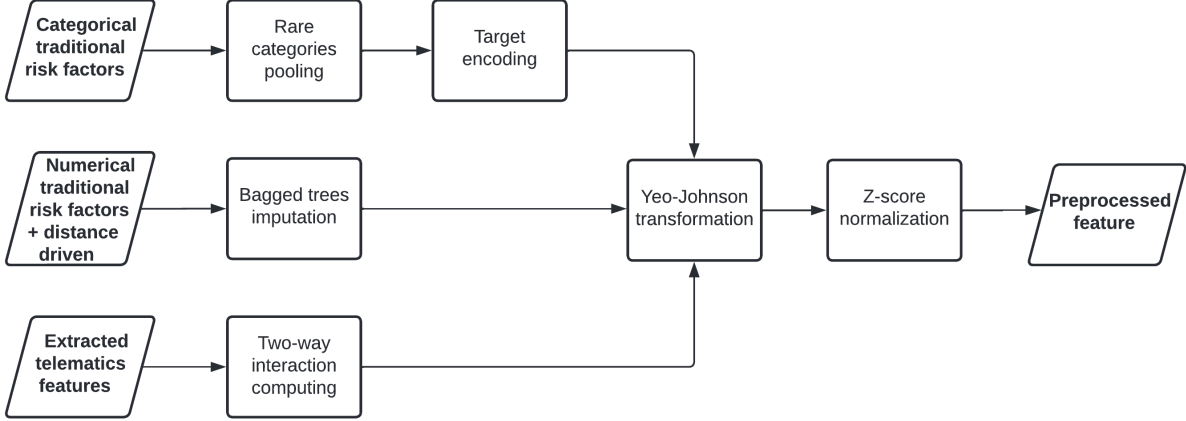 Categorical
traditional
risk factors
Rare
categories
pooling
Target
encoding
Numerical
traditional
risk factors
+ distance
driven
Bagged trees
imputation
Yeo-Johnson
transformation
Z-score
normalization
Preprocessed
feature
Extracted
telematics
features
Two-way
interaction
computing